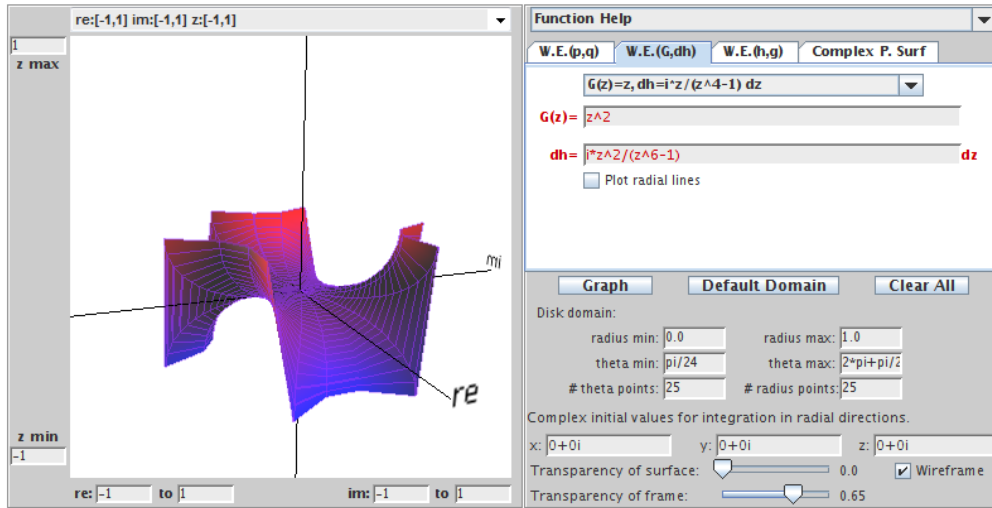 re:[-1,1] im:[-1,1] z:[-1,1]
1
z max
im
re
z min
-1
re: -1 to 1 im: -1 to 1
Function Help
W.E.(p,q) W.E.(G,dh) W.E.(h,g) Complex P. Surf
G(z)=z, dh=i*z/(z^4-1) dz
G(z)= z^2
dh= i*z^2/(z^6-1) dz
Plot radial lines
Graph Default Domain Clear All
Disk domain:
radius min: 0.0 radius max: 1.0
theta min: pi/24 theta max: 2*pi+pi/2
# theta points: 25 # radius points: 25
Complex initial values for integration in radial directions.
x: 0+0i y: 0+0i z: 0+0i
Transparency of surface: 0.0 Wireframe
Transparency of frame: 0.65